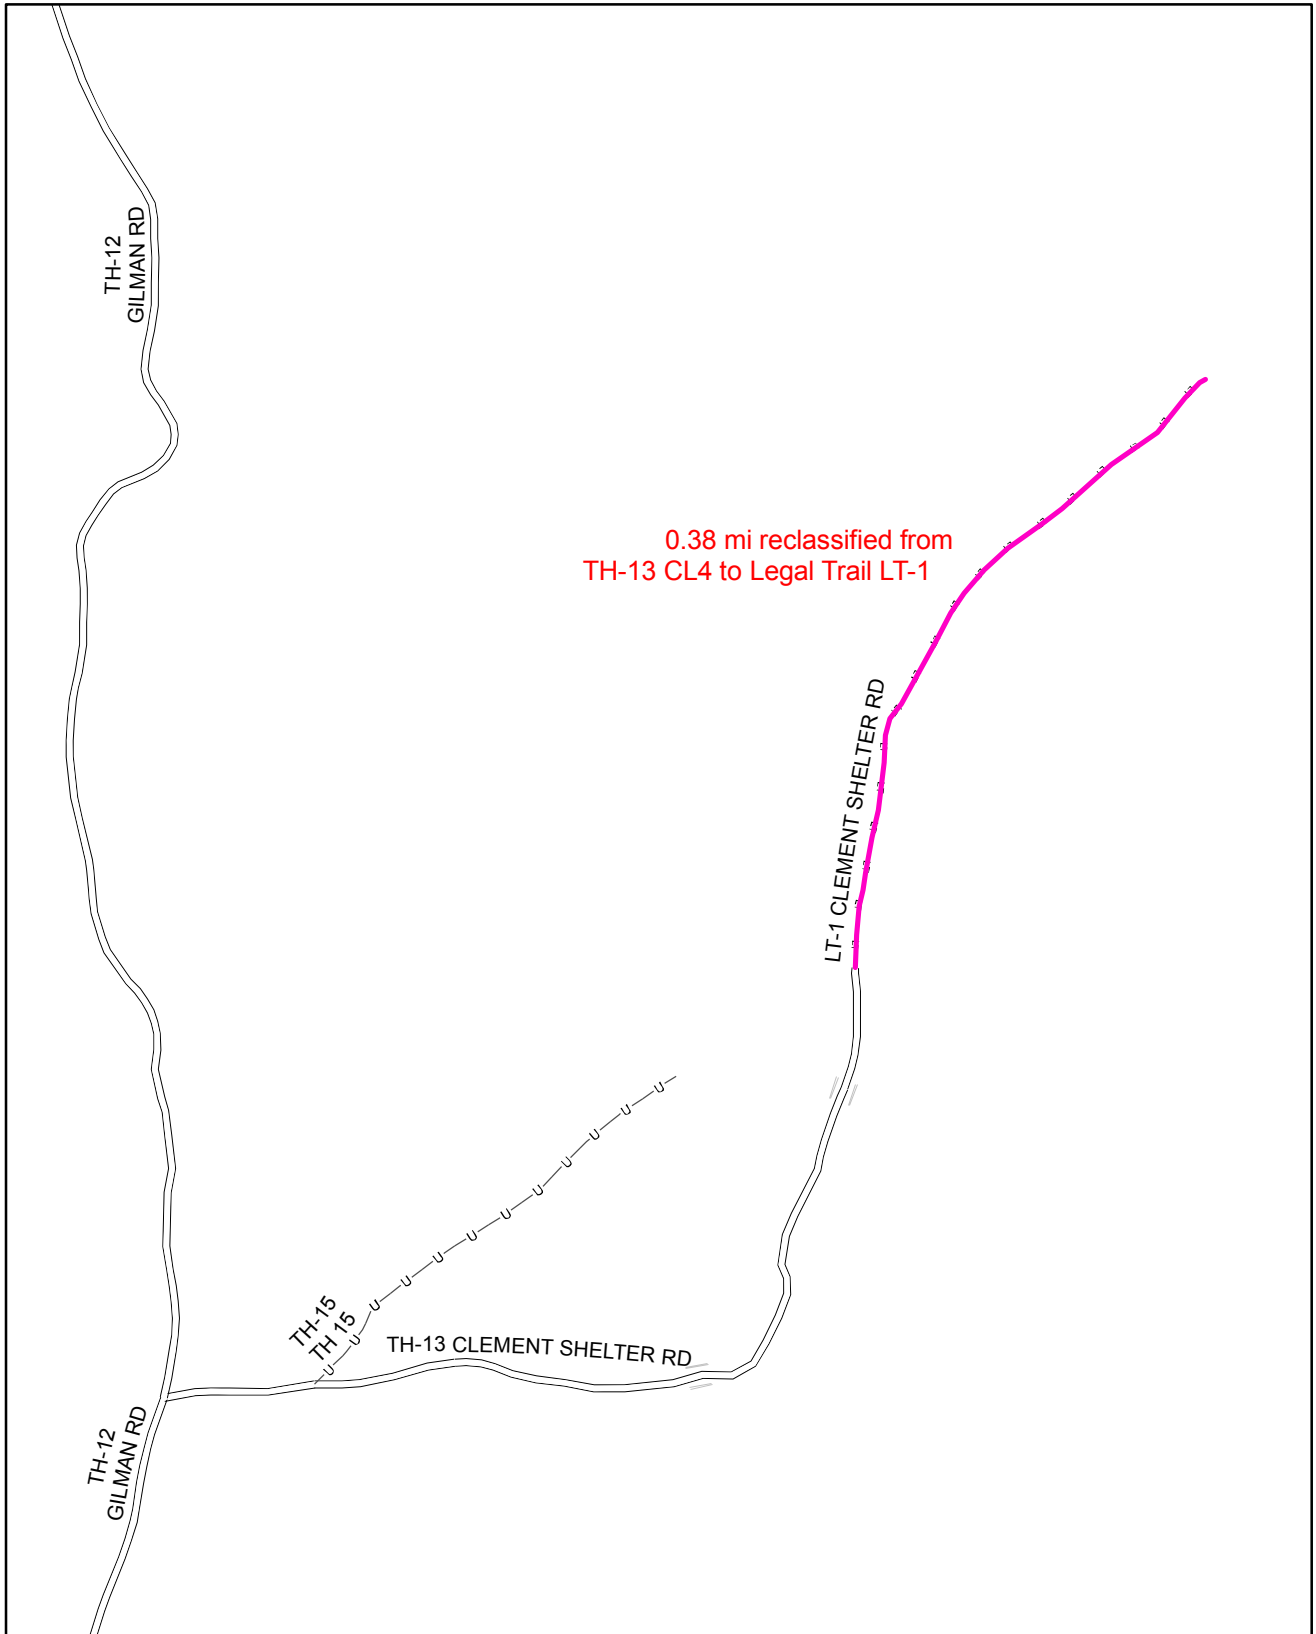 TH-12
GILMAN RD
0.38 mi reclassified from
TH-13 CL4 to Legal Trail LT-1
LT-1 CLEMENT SHELTER RD
U
U
U
U
U
U
U
U
U
U
U
U
TH-15
TH 15
TH-13 CLEMENT SHELTER RD
TH-12
GILMAN RD